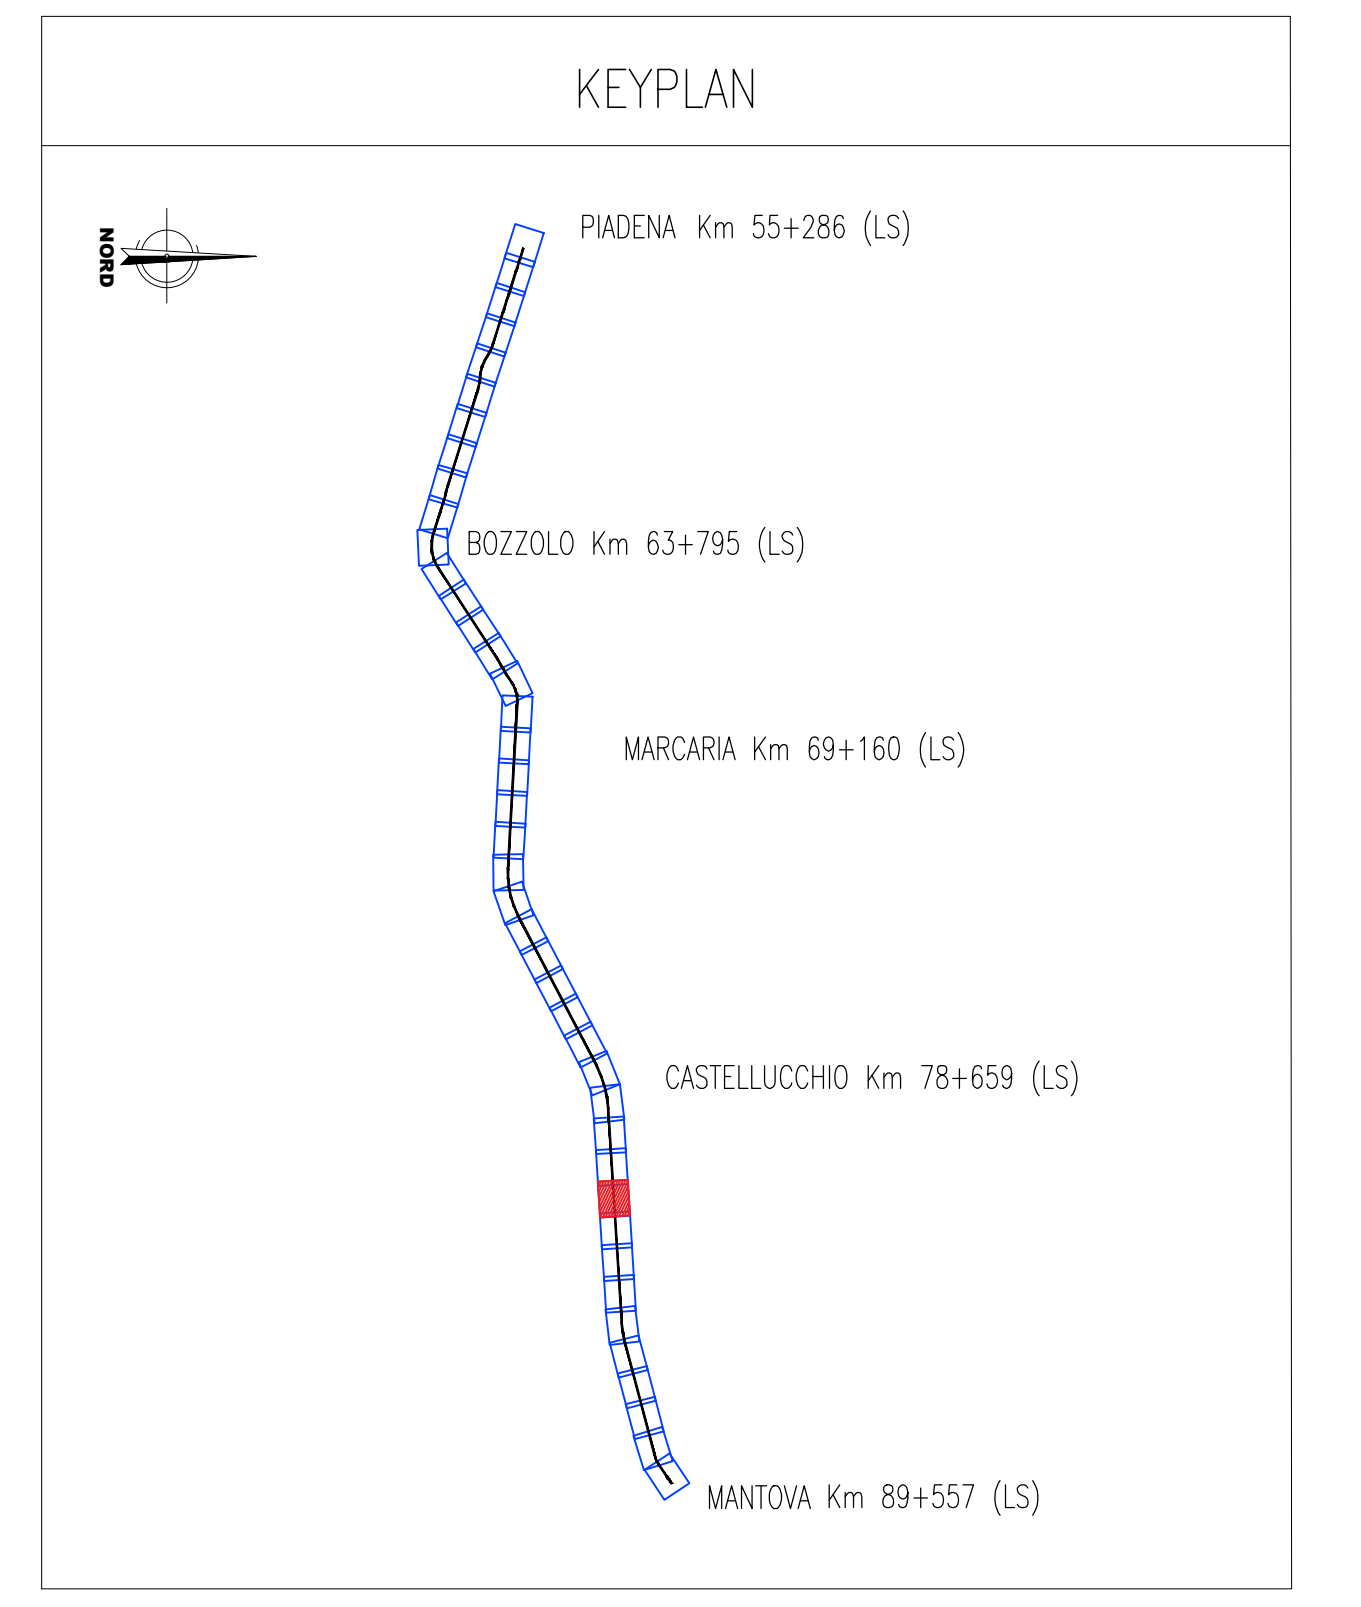 KEYPLAN
NORD
PIADENA Km 55+286 (LS)
BOZZOLO Km 63+795 (LS)
MARCARIA Km 69+160 (LS)
CASTELLUCCHIO Km 78+659 (LS)
MANTOVA Km 89+557 (LS)